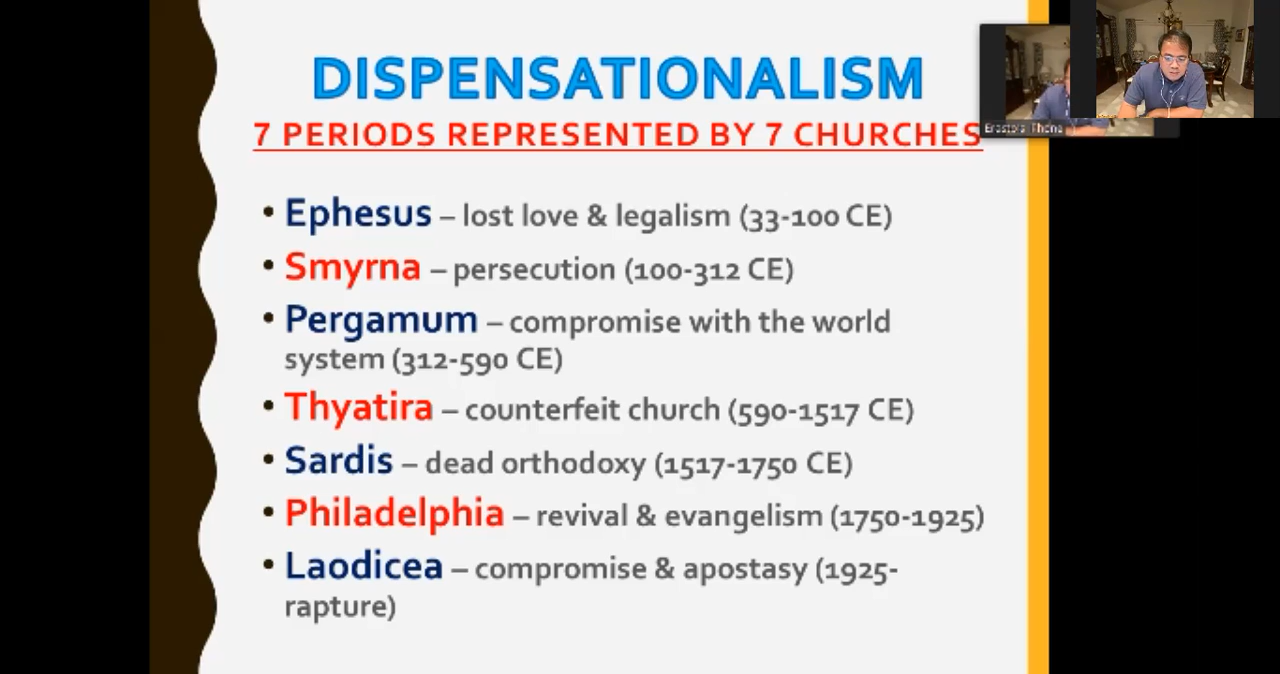 DISPENSATIONALISM
7 PERIODS REPRESENTED BY 7 CHURCHES
• Ephesus – lost love & legalism (33-100 CE)
• Smyrna – persecution (100-312 CE)
• Pergamum – compromise with the world
system (312-590 CE)
• Thyatira – counterfeit church (590-1517 CE)
• Sardis – dead orthodoxy (1517-1750 CE)
• Philadelphia – revival & evangelism (1750-1925)
• Laodicea – compromise & apostasy (1925-
rapture)